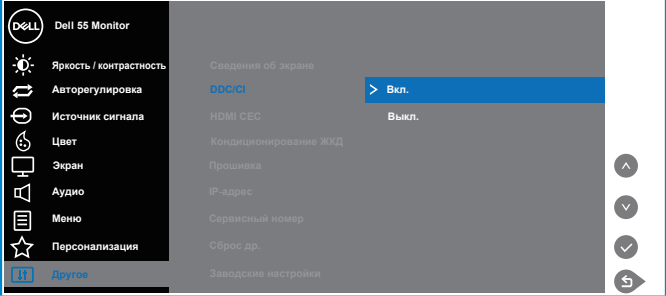 DELL
Dell 55 Monitor
Яркость / контрастность
Авторегулировка
Источник сигнала
Цвет
Экран
Аудио
Меню
Персонализация
Другое
Сведения об экране
DDC/CI
HDMI CEC
Кондиционирование ЖКД
Прошивка
IP-адрес
Сервисный номер
Сброс др.
Заводские настройки
Вкл.
Выкл.